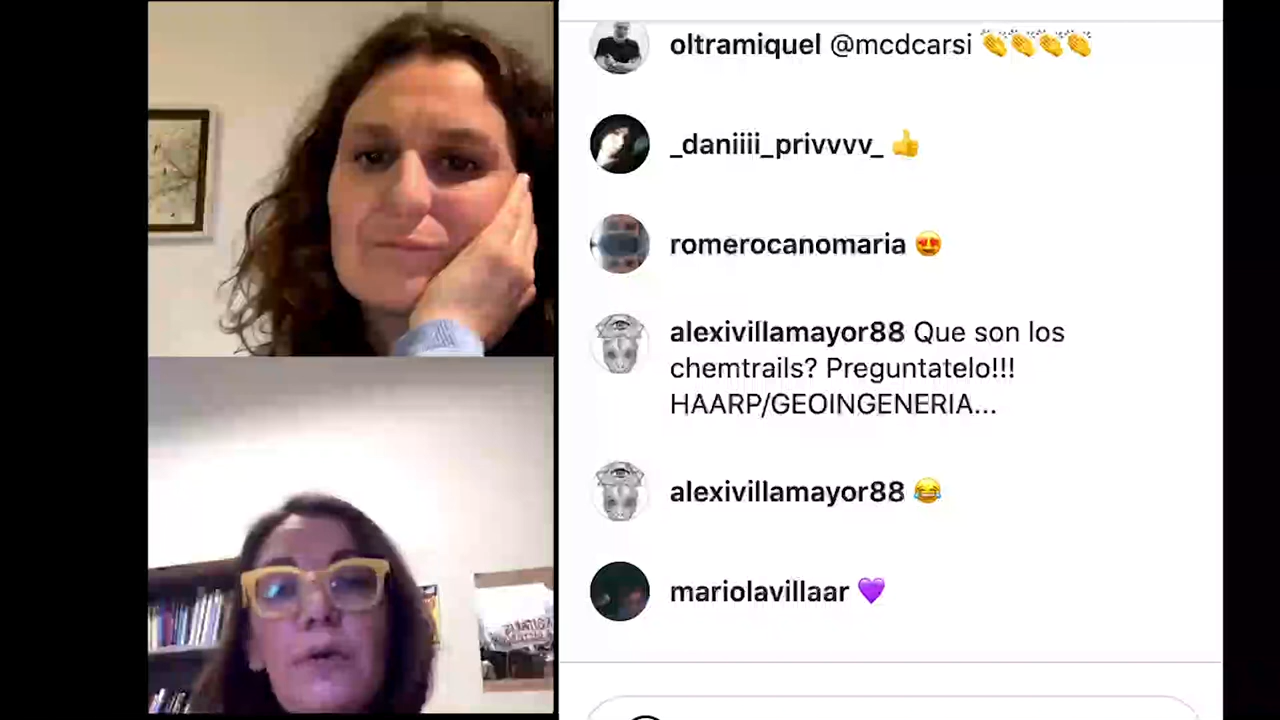 oltramiquel @mcdcarsi 👏👏👏👏
_daniiii_privvvv_ 👍
romerocanomaria 😍
alexivillamayor88 Que son los
chemtrails? Preguntatelo!!!
HAARP/GEOINGENERIA...
alexivillamayor88 😂
mariolavillaar 💜